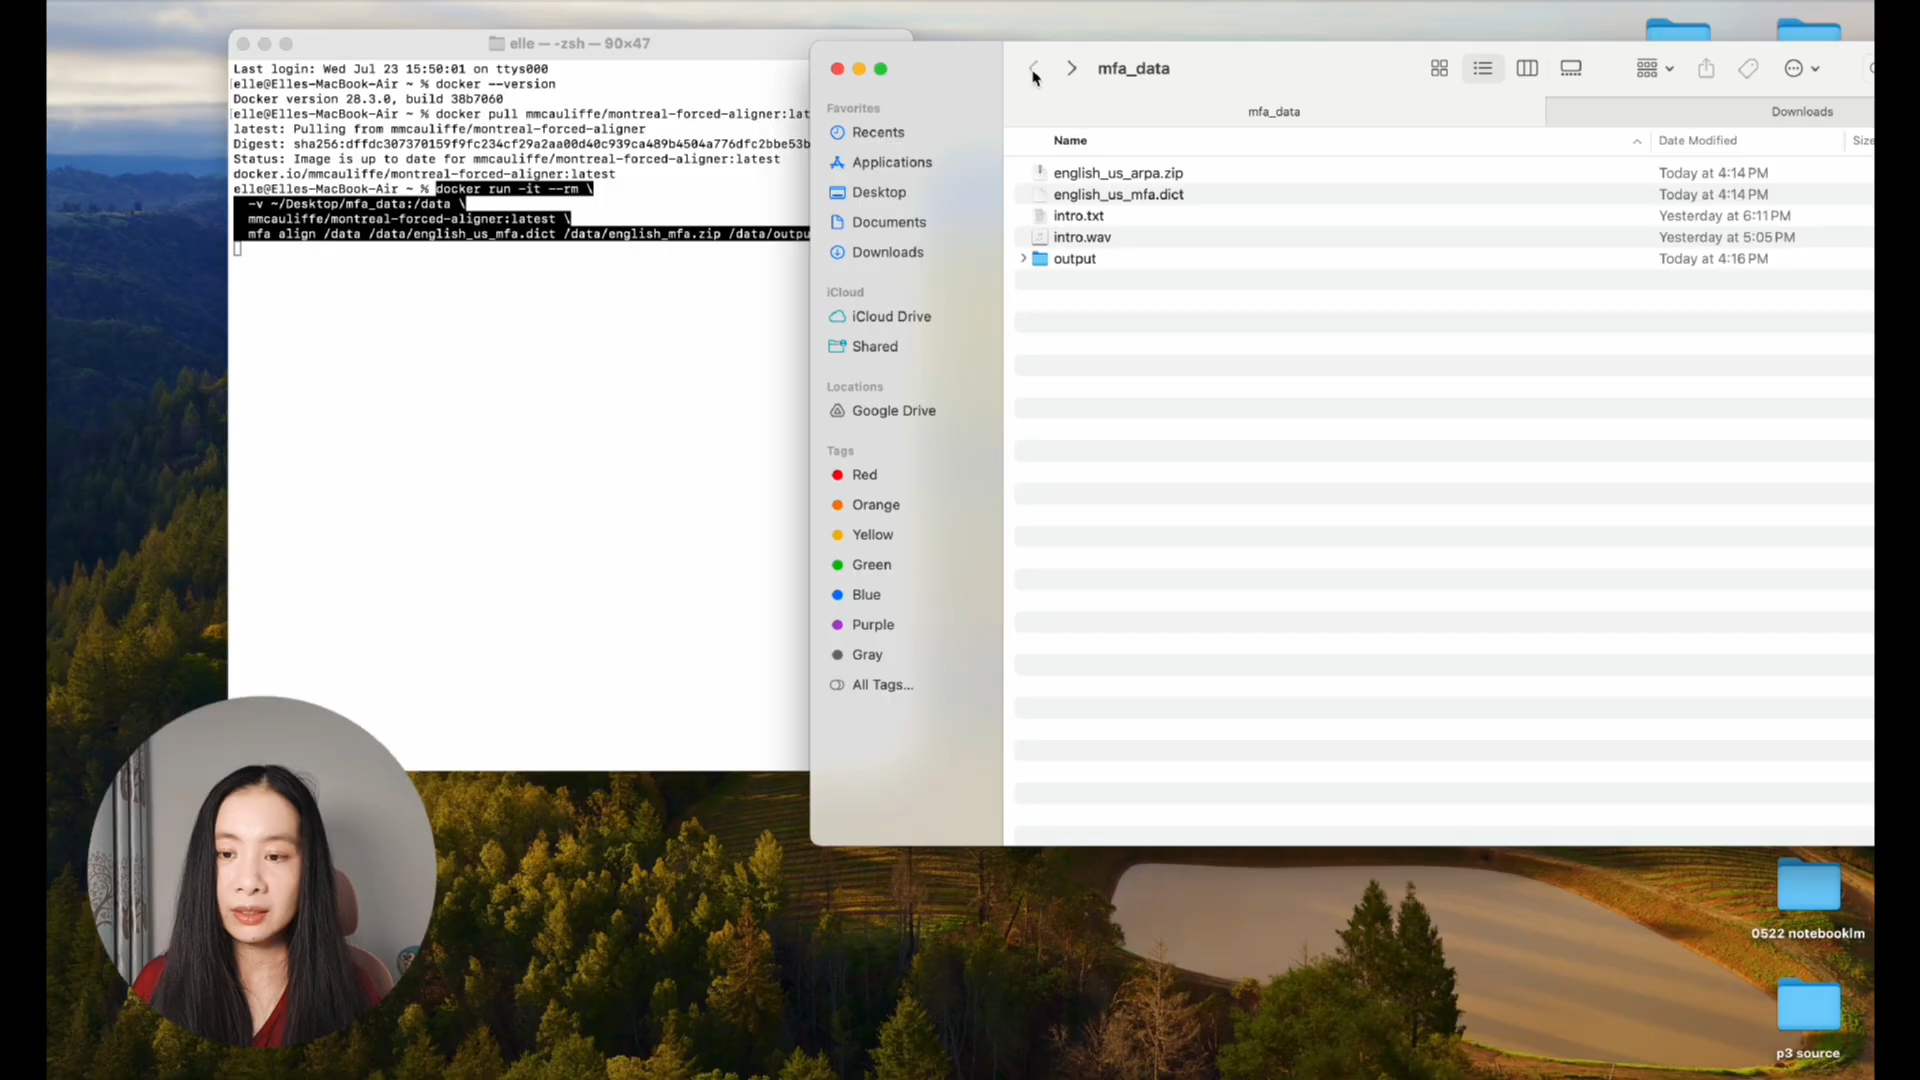 elle — -zsh — 90×47
Last login: Wed Jul 23 15:50:01 on ttys000
elle@Elles-MacBook-Air ~ % docker --version
Docker version 28.3.0, build 38b7060
elle@Elles-MacBook-Air ~ % docker pull mmcauliffe/montreal-forced-aligner:lat
latest: Pulling from mmcauliffe/montreal-forced-aligner
Digest: sha256:dffdc307370159f9fc234cf29a2aa00d40c939ca489b4504a776dfc2bbe53b
Status: Image is up to date for mmcauliffe/montreal-forced-aligner:latest
docker.io/mmcauliffe/montreal-forced-aligner:latest
elle@Elles-MacBook-Air ~ % docker run -it --rm \
-v ~/Desktop/mfa_data:/data \
mmcauliffe/montreal-forced-aligner:latest \
mfa align /data /data/english_us_mfa.dict /data/english_mfa.zip /data/outpu
Favorites
Recents
Applications
Desktop
Documents
Downloads
iCloud
iCloud Drive
Shared
Locations
Google Drive
Tags
Red
Orange
Yellow
Green
Blue
Purple
Gray
All Tags...
mfa_data
mfa_data
Downloads
Name
Date Modified
Size
english_us_arpa.zip
Today at 4:14 PM
english_us_mfa.dict
Today at 4:14 PM
intro.txt
Yesterday at 6:11 PM
intro.wav
Yesterday at 5:05 PM
output
Today at 4:16 PM
0522 notebooklm
p3 source